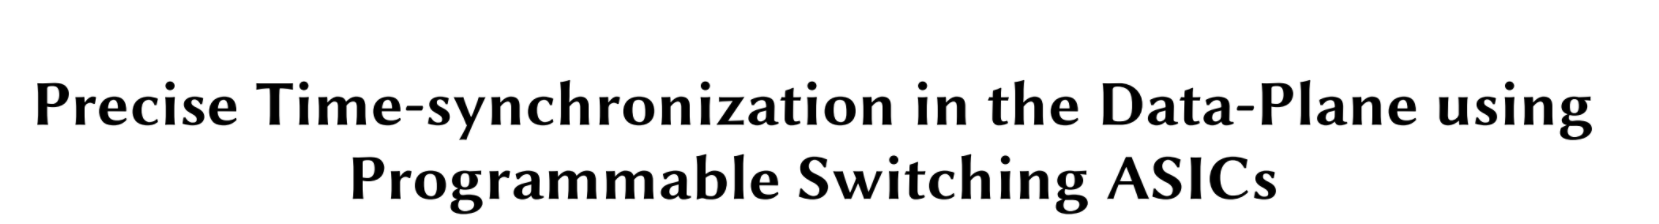 Precise Time-synchronization in the Data-Plane using
Programmable Switching ASICs